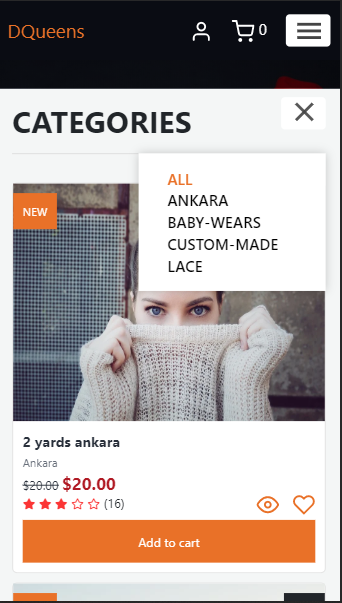 DQueens 0
CATEGORIES
ALL
ANKARA
BABY-WEARS
CUSTOM-MADE
LACE
NEW
2 yards ankara
Ankara
$20.00 $20.00
(16)
Add to cart